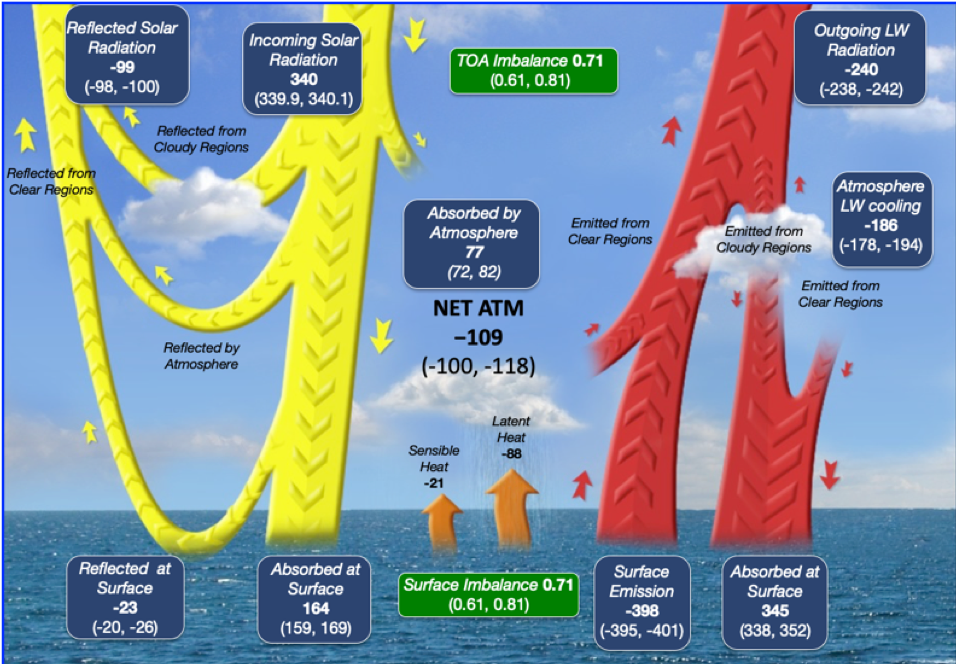 Reflected Solar
Radiation
-99
(-98, -100)
Incoming Solar
Radiation
340
(339.9, 340.1)
TOA Imbalance 0.71
(0.61, 0.81)
Outgoing LW
Radiation
-240
(-238, -242)
Reflected from
Cloudy Regions
Reflected from
Clear Regions
Absorbed by
Atmosphere
77
(72, 82)
NET ATM
−109
(-100, -118)
Emitted from
Clear Regions
Emitted from
Cloudy Regions
Atmosphere
LW cooling
-186
(-178, -194)
Emitted from
Clear Regions
Reflected by
Atmosphere
Sensible
Heat
-21
Latent
Heat
-88
Reflected at
Surface
-23
(-20, -26)
Absorbed at
Surface
164
(159, 169)
Surface Imbalance 0.71
(0.61, 0.81)
Surface
Emission
-398
(-395, -401)
Absorbed at
Surface
345
(338, 352)